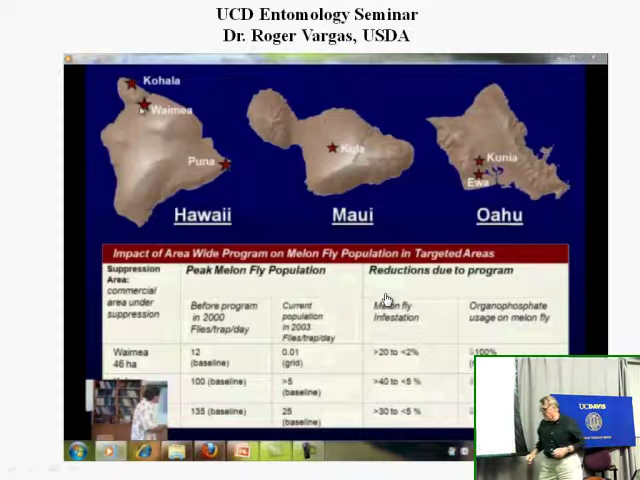 UCD Entomology Seminar
Dr. Roger Vargas, USDA
Kohala
Waimea
Puna
Kula
Kunia
Ewa
Hawaii
Maui
Oahu
Impact of Area Wide Program on Melon Fly Population in Targeted Areas
Suppression Area: commercial area under suppression
Peak Melon Fly Population
Reductions due to program
Before program in 2000 Flies/trap/day
Current population in 2003 Flies/trap/day
Melon fly Infestation
Organophosphate usage on melon fly
Waimea 46 ha
12 (baseline)
0.01 (grid)
>20 to <2%
100%
100 (baseline)
>5 (baseline)
>40 to <5 %
135 (baseline)
25 (baseline)
>30 to <5 %
UCDAVIS